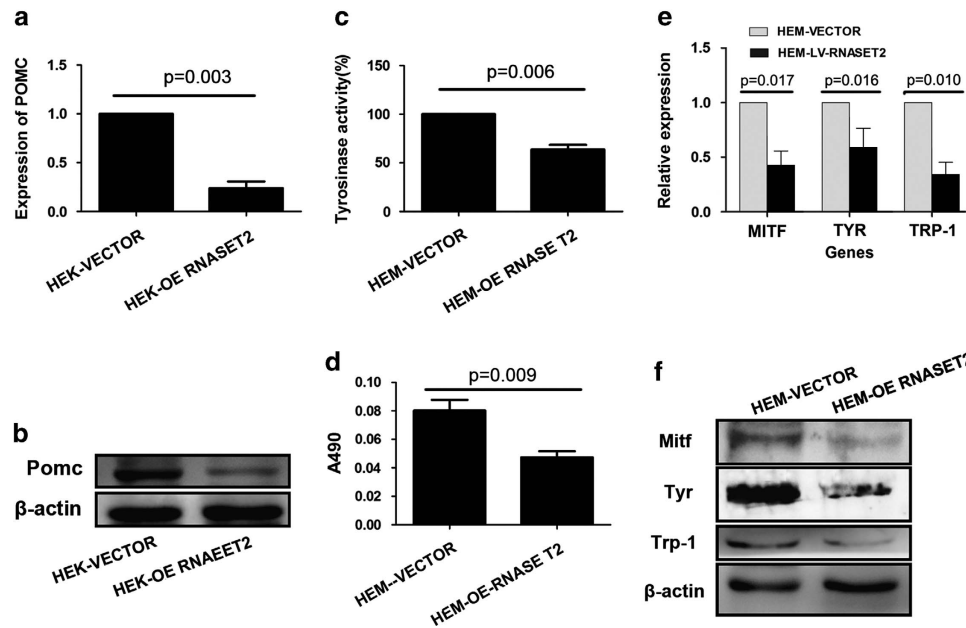 a
Expression of POMC
1.5
1.0
0.5
0.0
p=0.003
HEK-VECTOR
HEK-OE RNASET2
b
Pomc
β-actin
HEK-VECTOR
HEK-OE RNAEET2
c
Tyrosinase activity(%)
150
100
50
0
p=0.006
HEM-VECTOR
HEM-OE RNASE T2
d
A490
0.10
0.08
0.06
0.04
0.02
0.00
p=0.009
HEM--VECTOR
HEM-OE-RNASE T2
e
HEM-VECTOR
HEM-LV-RNASET2
Relative expression
1.5
1.0
0.5
0.0
p=0.017
p=0.016
p=0.010
MITF
TYR
TRP-1
Genes
f
HEM-VECTOR
HEM-OE RNASET2
Mitf
Tyr
Trp-1
β-actin